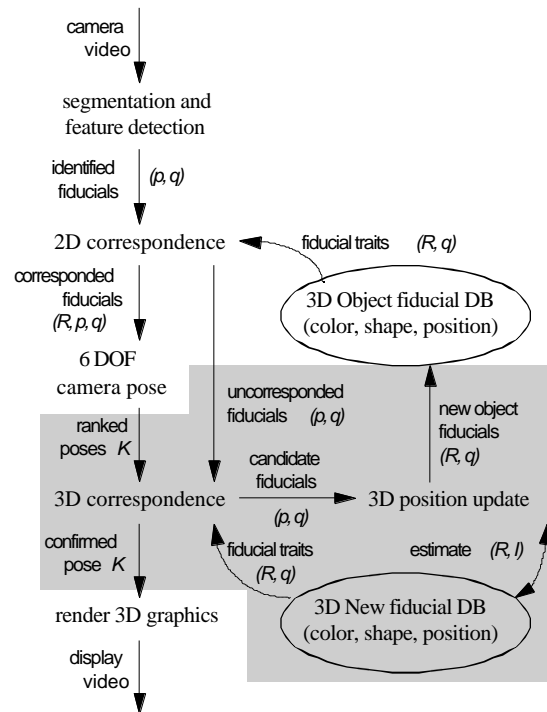 camera
video
segmentation and
feature detection
identified
fiducials
(p, q)
2D correspondence
fiducial traits (R, q)
corresponded
fiducials
(R, p, q)
3D Object fiducial DB
(color, shape, position)
6 DOF
camera pose
uncorresponded
fiducials (p, q)
new object
fiducials
(R, q)
ranked
poses K
candidate
fiducials
(p, q)
3D correspondence
3D position update
confirmed
pose K
fiducial traits
(R, q)
estimate (R, I)
render 3D graphics
3D New fiducial DB
(color, shape, position)
display
video